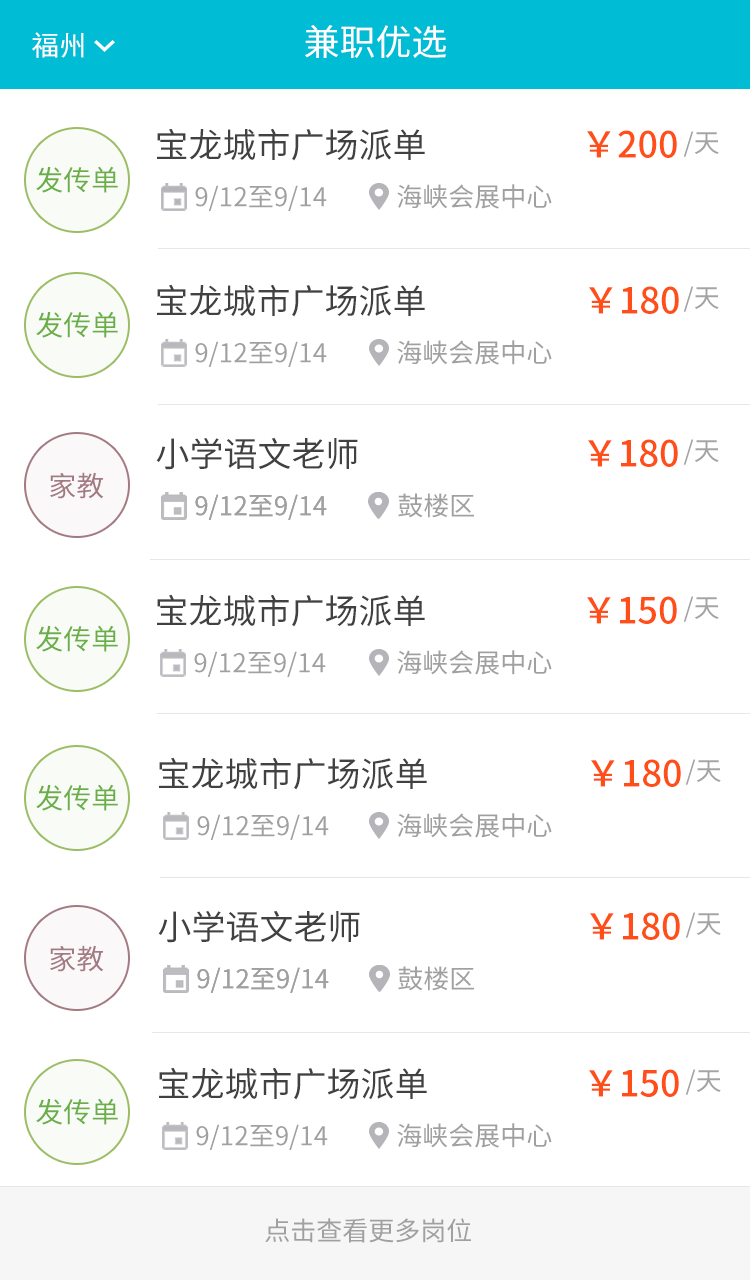 福州 兼职优选
宝龙城市广场派单 ￥200/天
发传单
9/12至9/14 海峡会展中心
宝龙城市广场派单 ￥180/天
发传单
9/12至9/14 海峡会展中心
小学语文老师 ￥180/天
家教
9/12至9/14 鼓楼区
宝龙城市广场派单 ￥150/天
发传单
9/12至9/14 海峡会展中心
宝龙城市广场派单 ￥180/天
发传单
9/12至9/14 海峡会展中心
小学语文老师 ￥180/天
家教
9/12至9/14 鼓楼区
宝龙城市广场派单 ￥150/天
发传单
9/12至9/14 海峡会展中心
点击查看更多岗位